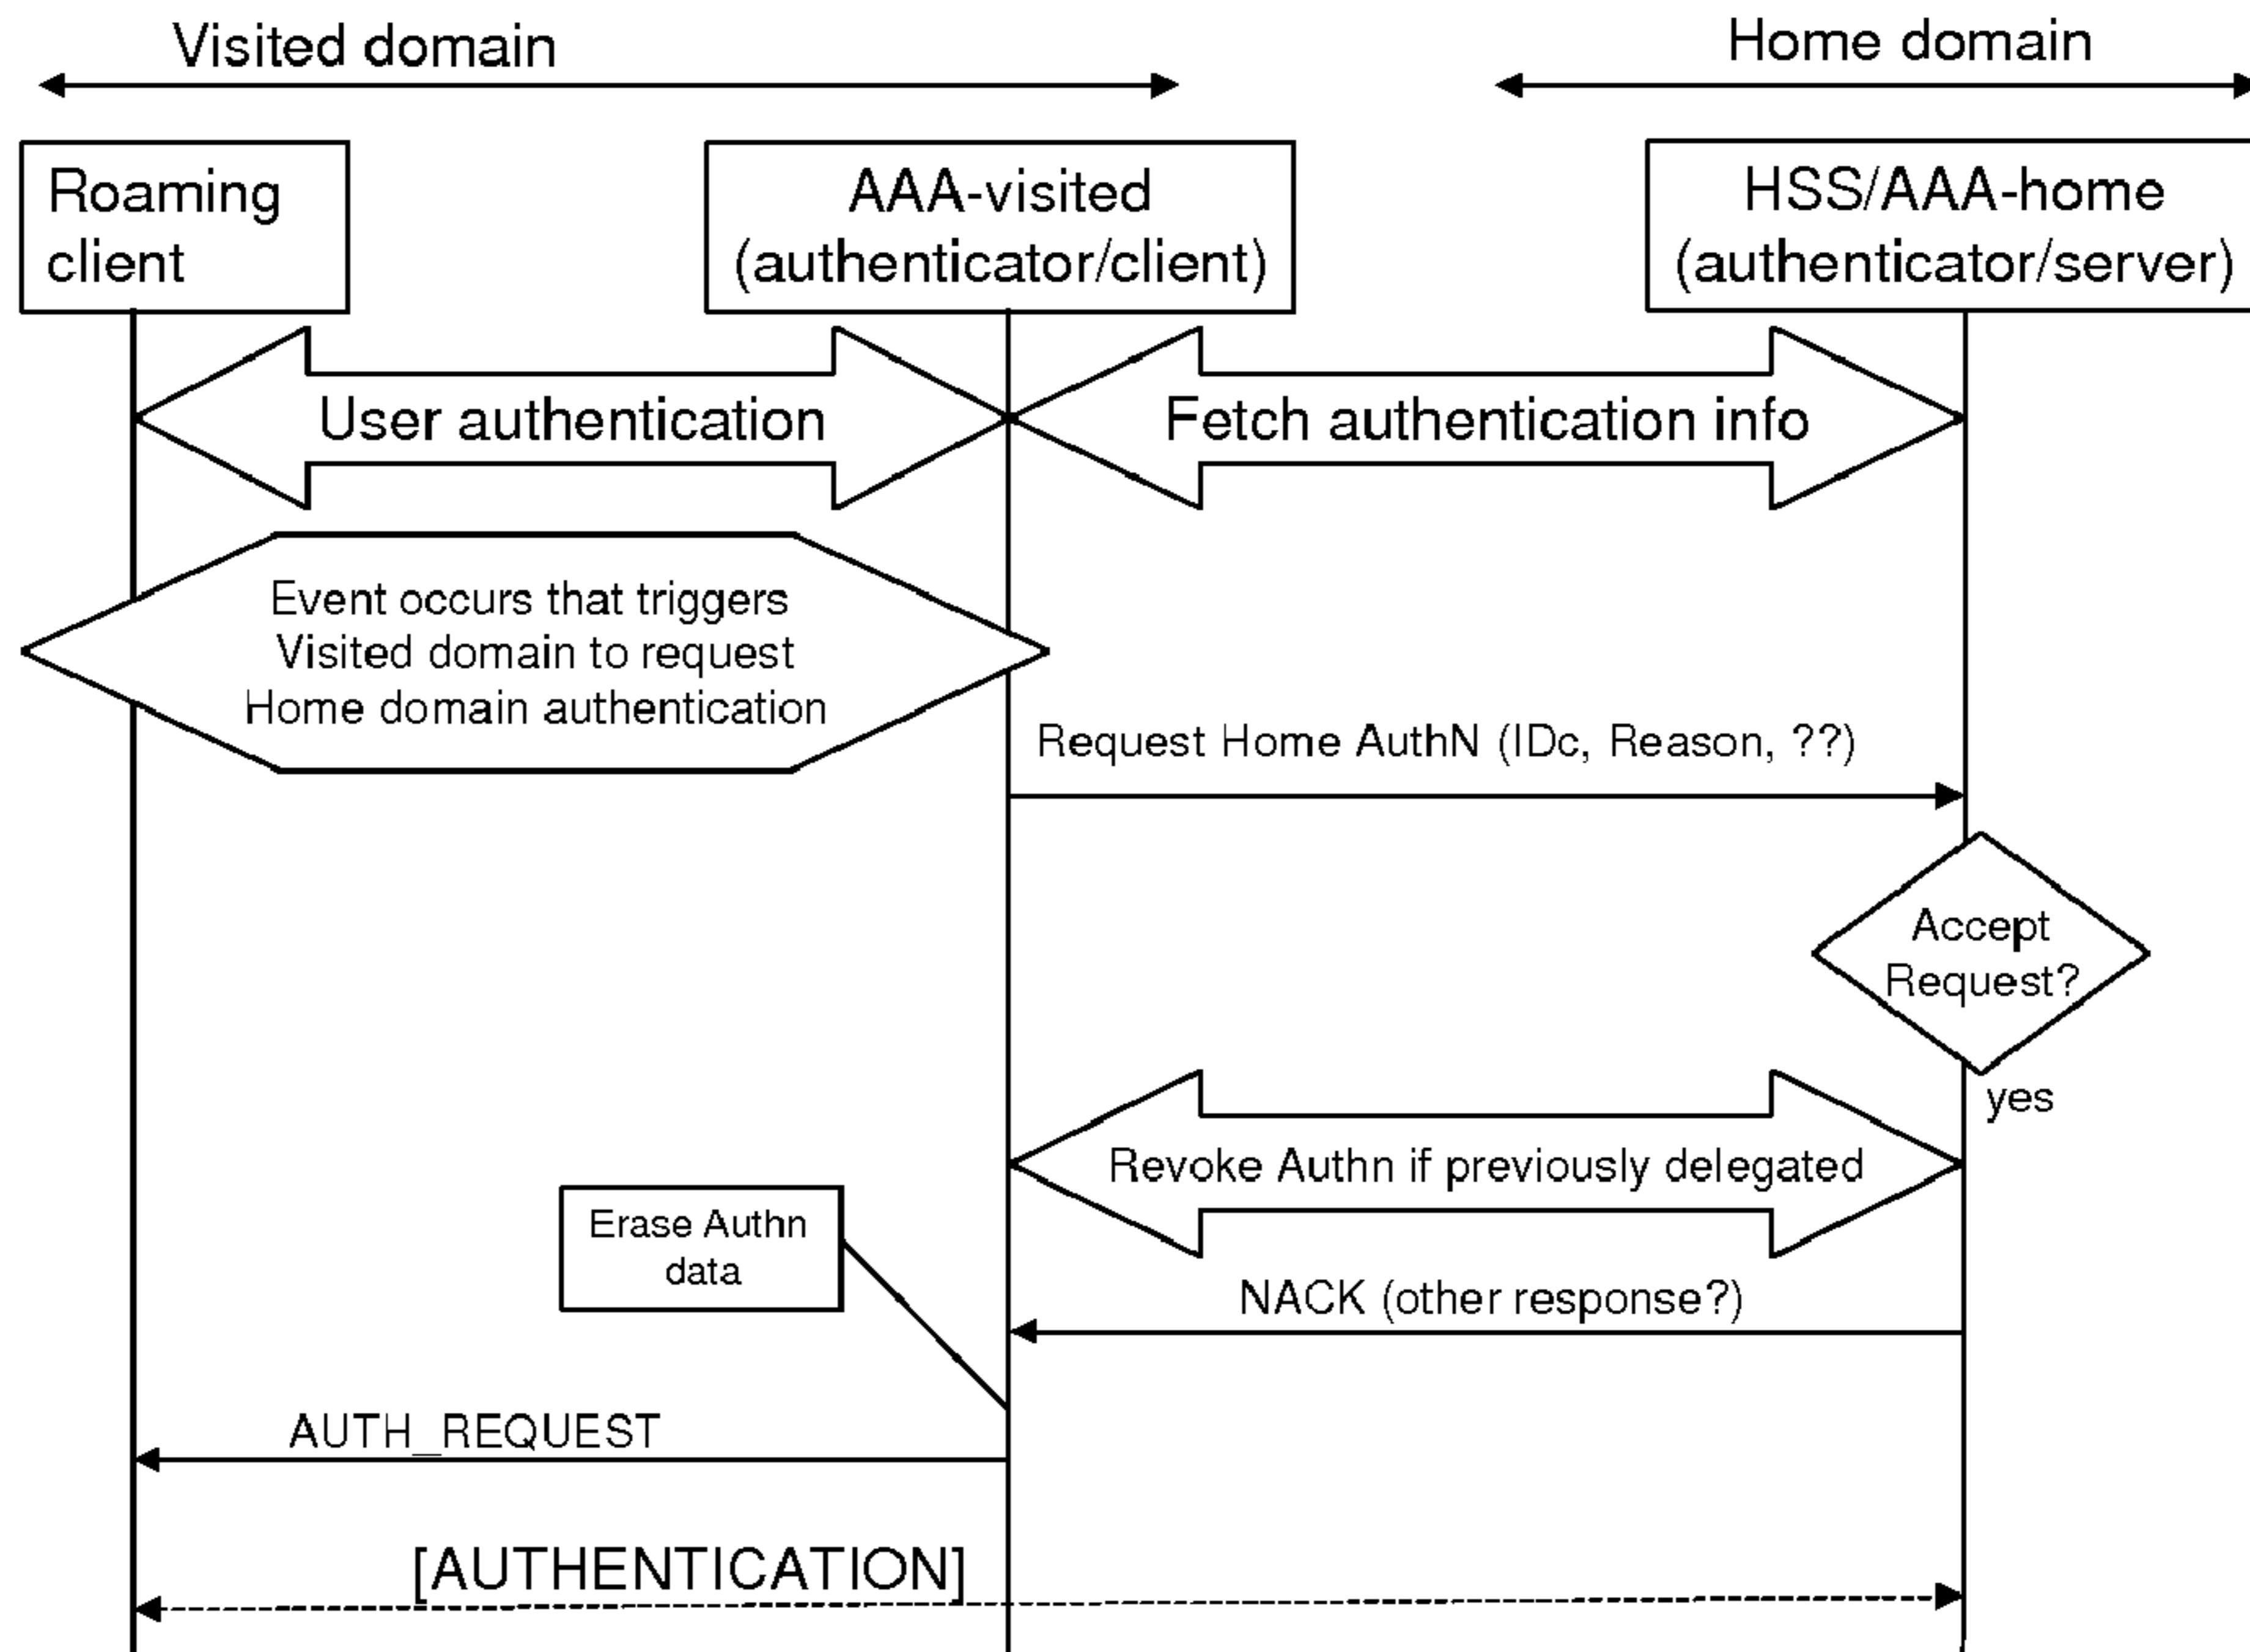 Visited domain
Home domain
Roaming
client
AAA-visited
(authenticator/client)
HSS/AAA-home
(authenticator/server)
User authentication
Fetch authentication info
Event occurs that triggers
Visited domain to request
Home domain authentication
Request Home AuthN (IDc, Reason, ??)
Accept
Request?
yes
Revoke Authn if previously delegated
Erase Authn
data
NACK (other response?)
AUTH_REQUEST
[AUTHENTICATION]